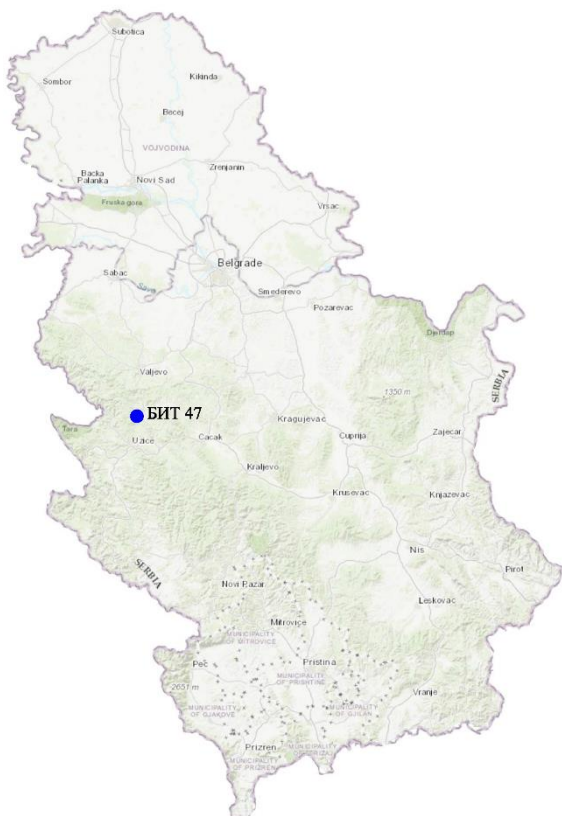 Subotica
Kikinda
Sombor
Becej
VOJVODINA
Zrenjanin
Backa
Palanka
Novi Sad
Fruska gora
Vrsac
Belgrade
Sabac
Sava
Smederevo
Pozarevac
Djerdap
SERBIA
Valjevo
1350 m
БИТ 47
Tara
Uzice
Cacak
Kragujevac
Cuprija
Zajecar
Kraljevo
Krusevac
Knjazevac
SERBIA
Nis
Pirot
Novi Pazar
Leskovac
Mitrovice
MUNICIPALITY
OF MITROVICE
Peć
Pristina
MUNICIPALITY
OF PRISHTINE
2651 m
MUNICIPALITY
OF GJAKOVE
MUNICIPALITY
OF GJILAN
Vranje
Prizren
MUNICIPALITY
OF PRIZREN
MUNICIPALITY